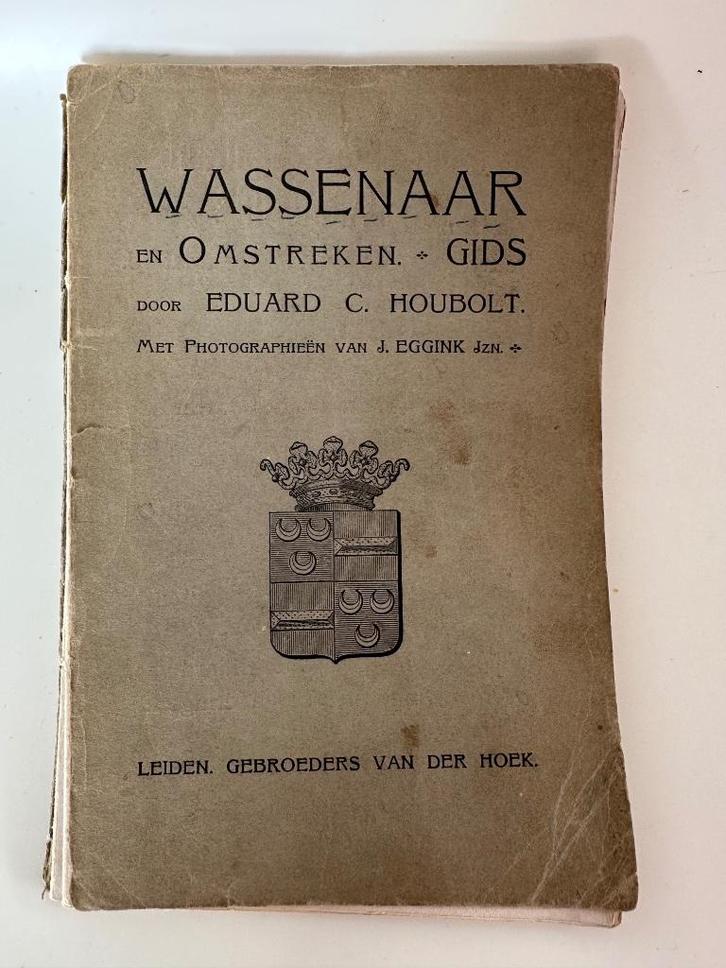 WASSENAAR
EN OMSTREKEN. ⁘ GIDS
DOOR EDUARD C. HOUBOLT.
MET PHOTOGRAPHIEËN VAN J. EGGINK JZN. ⁘
LEIDEN. GEBROEDERS VAN DER HOEK.